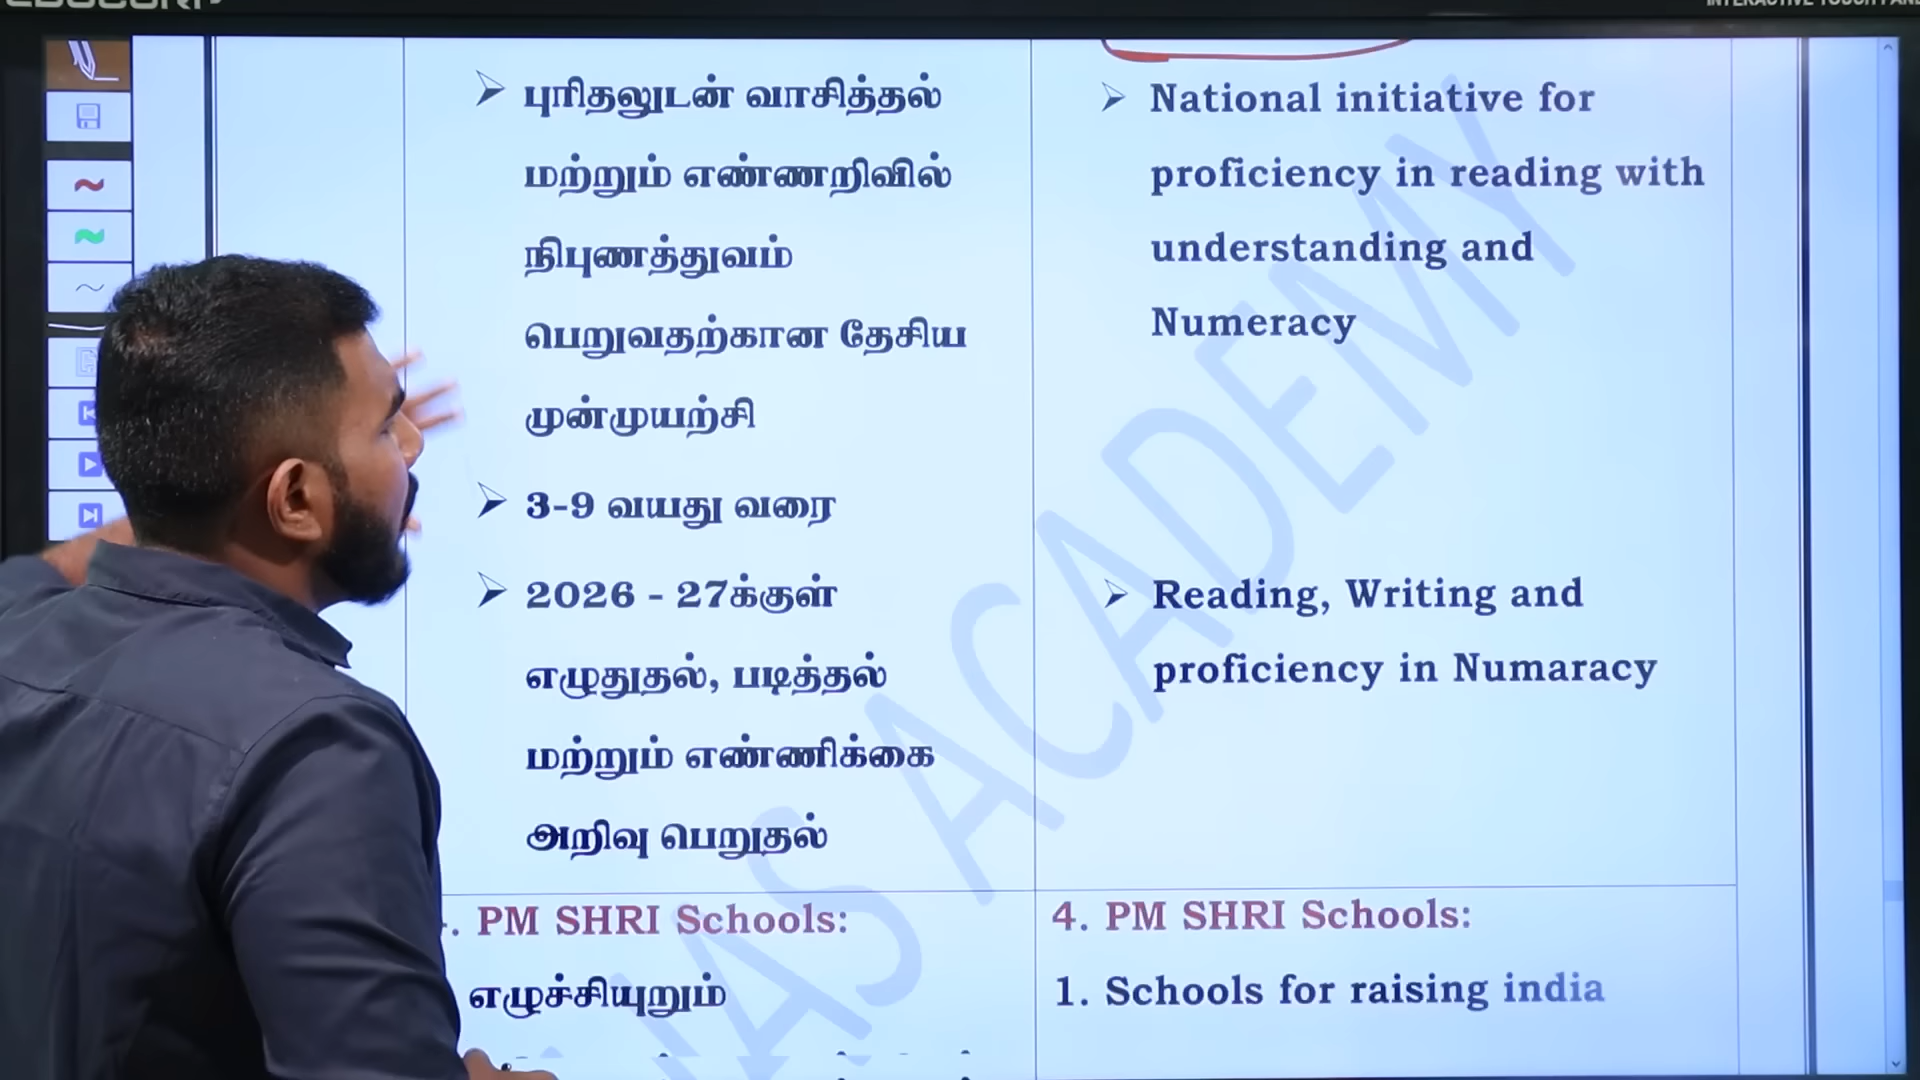 புரிதலுடன் வாசித்தல்
மற்றும் எண்ணறிவில்
நிபுணத்துவம்
பெறுவதற்கான தேசிய
முன்முயற்சி
3-9 வயது வரை
2026 - 27க்குள்
எழுதுதல், படித்தல்
மற்றும் எண்ணிக்கை
அறிவு பெறுதல்
PM SHRI Schools:
எழுச்சியுறும்
National initiative for
proficiency in reading with
understanding and
Numeracy
Reading, Writing and
proficiency in Numaracy
4. PM SHRI Schools:
1. Schools for raising india
ACADEMY